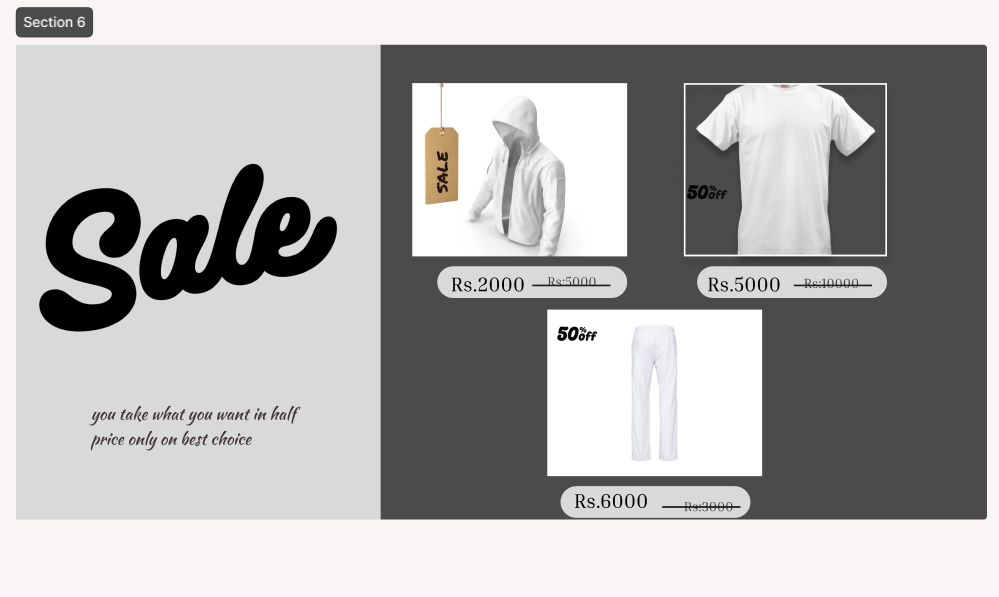 Section 6
Sale
you take what you want in half
price only on best choice
SALE
Rs.2000 Rs:5000
50% off
Rs.5000 Rs:10000
50% off
Rs.6000 Rs:3000